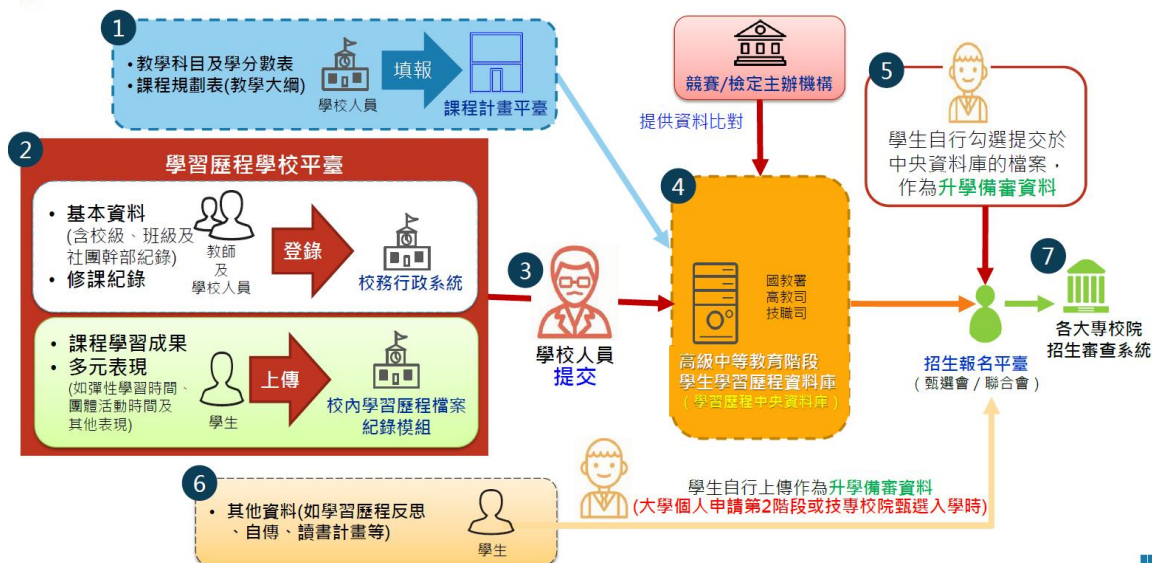 1
• 教學科目及學分數表
• 課程規劃表(教學大綱)
學校人員
填報
課程計畫平臺
競賽/檢定主辦機構
提供資料比對
5
學生自行勾選提交於
中央資料庫的檔案，
作為升學備審資料
2
學習歷程學校平臺
• 基本資料
(含校級、班級及
社團幹部紀錄)
• 修課紀錄
教師
及
學校人員
登錄
校務行政系統
• 課程學習成果
• 多元表現
(如彈性學習時間、
團體活動時間及
其他表現)
學生
上傳
校內學習歷程檔案
紀錄模組
3
學校人員
提交
4
國教署
高教司
技職司
高級中等教育階段
學生學習歷程資料庫
(學習歷程中央資料庫)
招生報名平臺
(甄選會/聯合會)
7
各大專校院
招生審查系統
6
• 其他資料(如學習歷程反思
、自傳、讀書計畫等)
學生
學生自行上傳作為升學備審資料
(大學個人申請第2階段或技專校院甄選入學時)